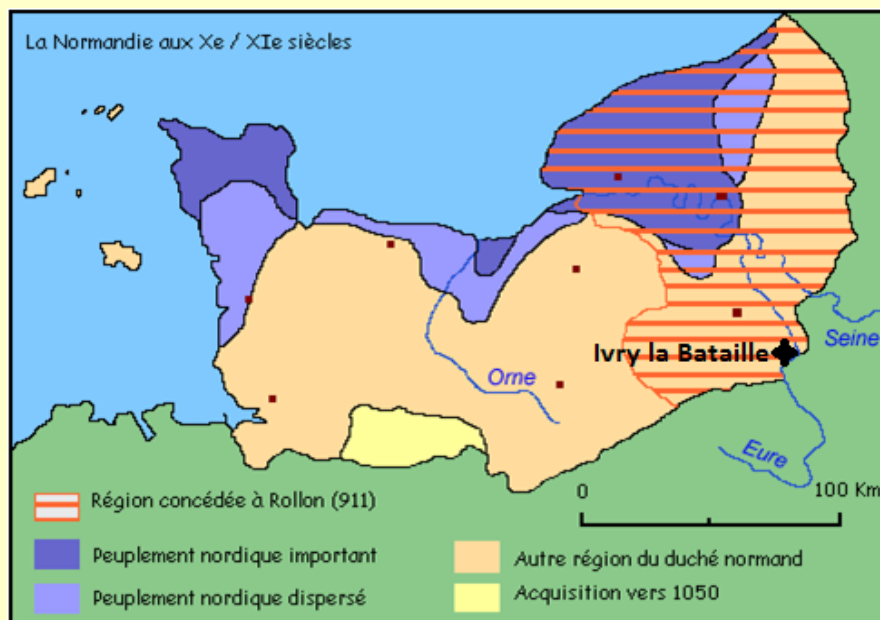 La Normandie aux Xe / XIe siècles
Ivry la Bataille
Seine
Orne
Eure
0 100 Km
Région concédée à Rollon (911)
Peuplement nordique important
Autre région du duché normand
Peuplement nordique dispersé
Acquisition vers 1050